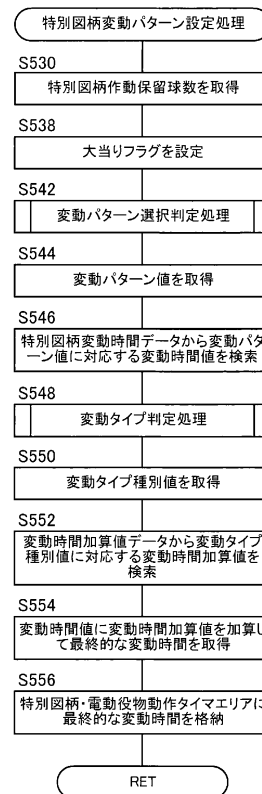 特別図柄変動パターン設定処理
S530
特別図柄作動保留球数を取得
S538
大当りフラグを設定
S542
変動パターン選択判定処理
S544
変動パターン値を取得
S546
特別図柄変動時間データから変動パタ
ーン値に対応する変動時間値を検索
S548
変動タイプ判定処理
S550
変動タイプ種別値を取得
S552
変動時間加算値データから変動タイプ
種別値に対応する変動時間加算値を
検索
S554
変動時間値に変動時間加算値を加算し
て最終的な変動時間を取得
S556
特別図柄・電動役物動作タイマエリアに
最終的な変動時間を格納
RET